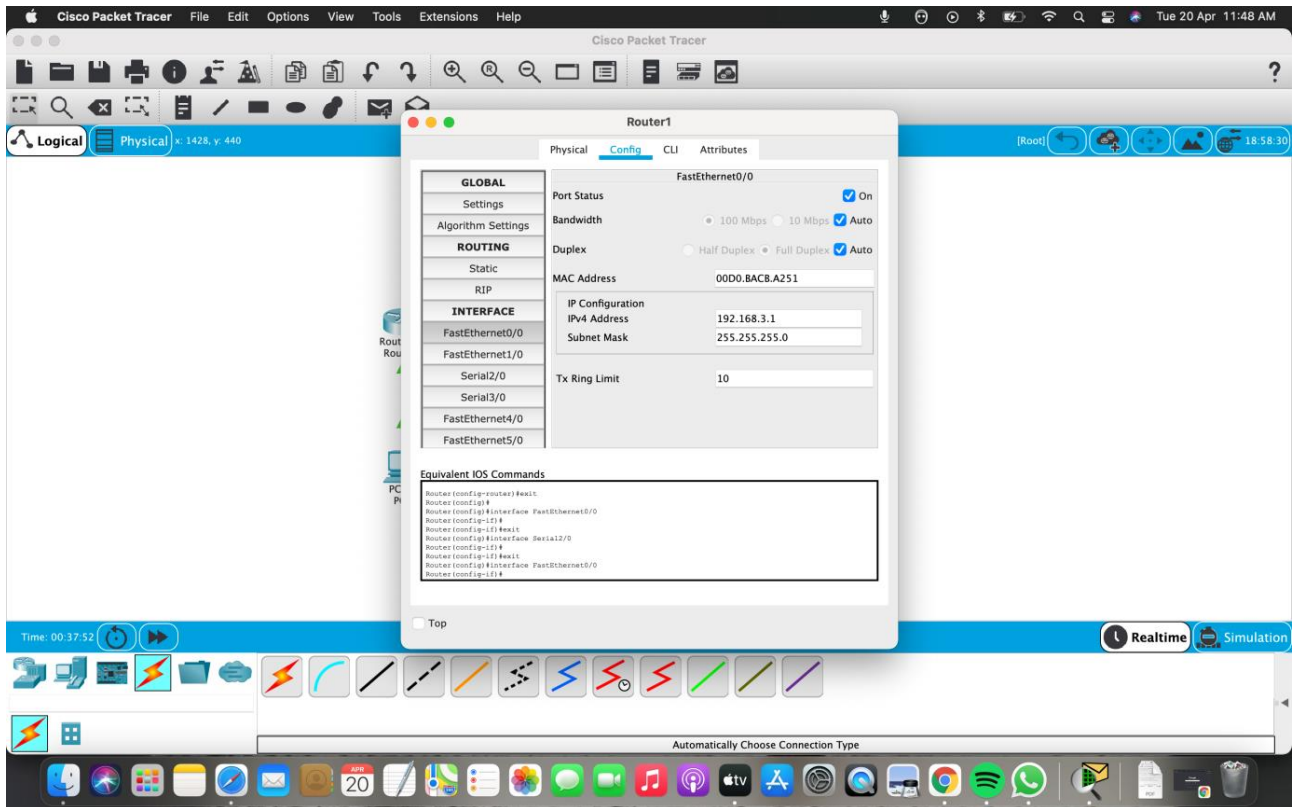 Cisco Packet Tracer File Edit Options View Tools Extensions Help Tue 20 Apr 11:48 AM
Cisco Packet Tracer
?
Logical Physical x: 1428, y: 440 [Root] 18:58:30
Router1
Physical Config CLI Attributes
GLOBAL
Settings
Algorithm Settings
ROUTING
Static
RIP
INTERFACE
FastEthernet0/0
FastEthernet1/0
Serial2/0
Serial3/0
FastEthernet4/0
FastEthernet5/0
FastEthernet0/0
Port Status On
Bandwidth 100 Mbps 10 Mbps Auto
Duplex Half Duplex Full Duplex Auto
MAC Address 00D0.BACB.A251
IP Configuration
IPv4 Address 192.168.3.1
Subnet Mask 255.255.255.0
Tx Ring Limit 10
Rout
Rou
PC
Equivalent IOS Commands
Router(config-router)#exit
Router(config)#
Router(config)#interface FastEthernet0/0
Router(config-if)#
Router(config-if)#exit
Router(config)#interface Serial2/0
Router(config-if)#
Router(config-if)#exit
Router(config)#interface FastEthernet0/0
Router(config-if)#
Top
Time: 00:37:52 Realtime Simulation
Automatically Choose Connection Type
APR
20
tv